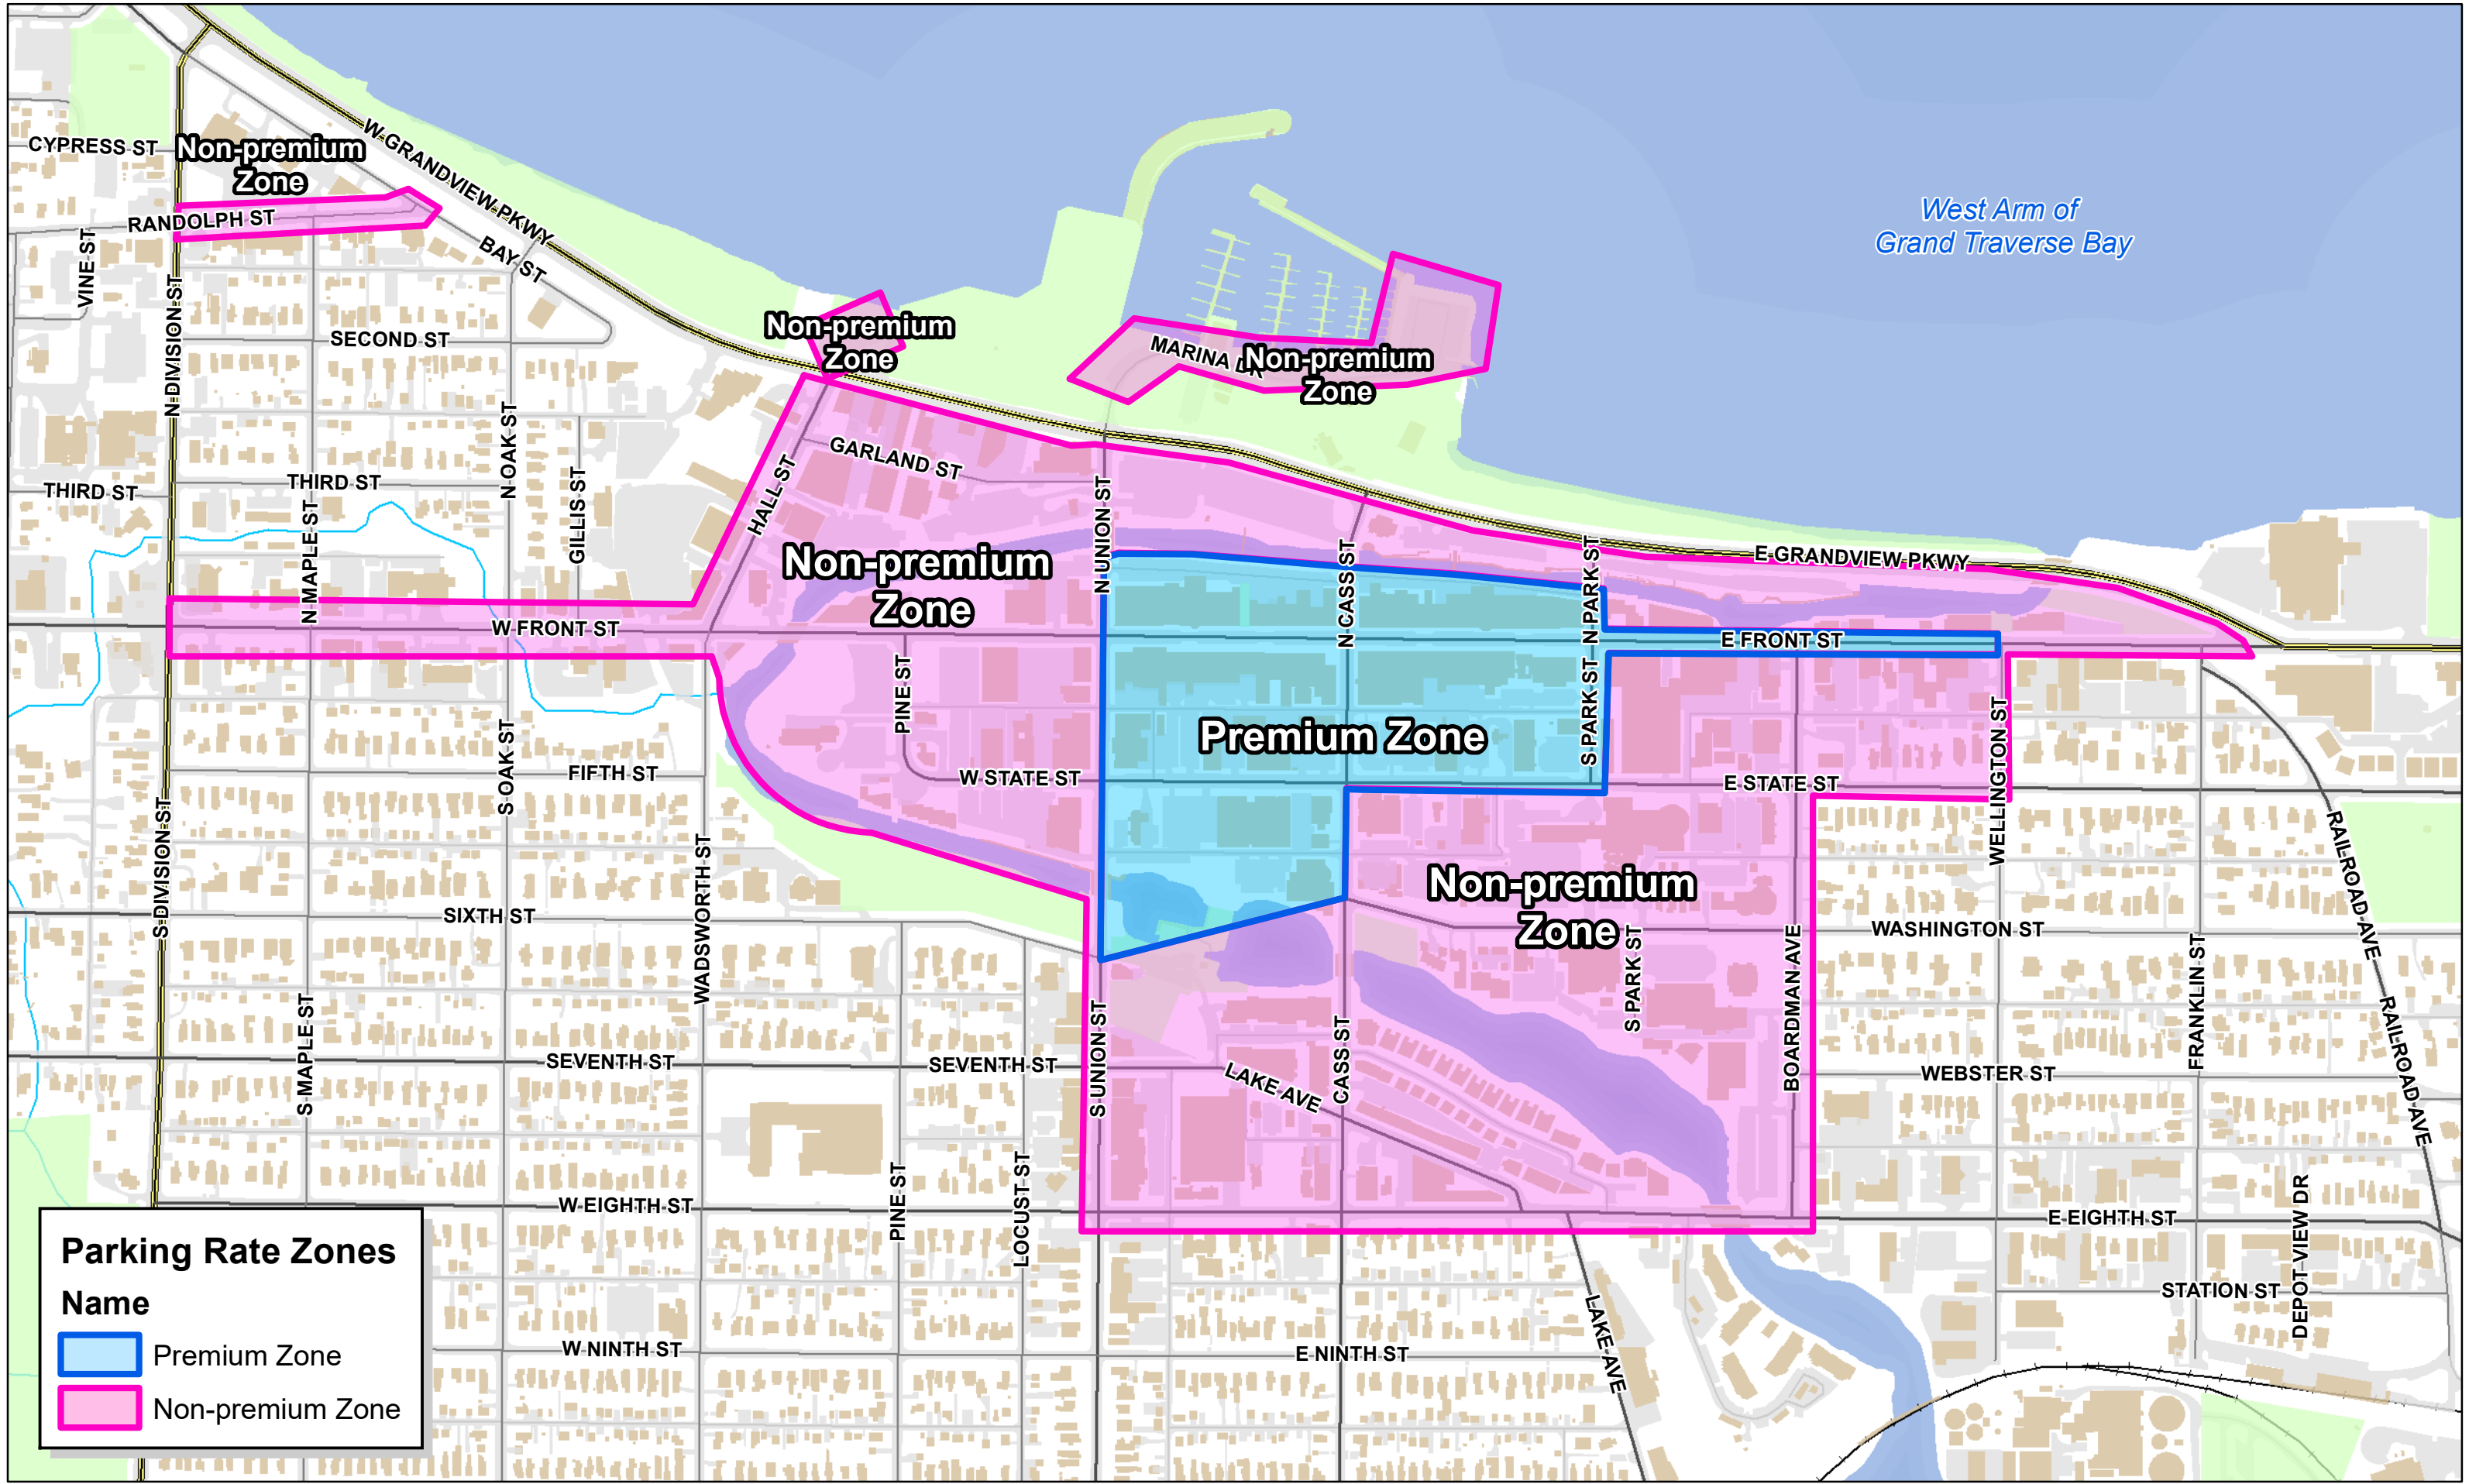 CYPRESS ST
Non-premium
Zone
W GRANDVIEW PKWY
RANDOLPH ST
VINE ST
BAY ST
West Arm of
Grand Traverse Bay
N DIVISION ST
SECOND ST
Non-premium
Zone
MARINA DR
Non-premium
Zone
N OAK ST
GARLAND ST
HALL ST
THIRD ST
THIRD ST
GILLIS ST
N MAPLE ST
N UNION ST
N CASS ST
N PARK ST
E GRANDVIEW PKWY
Non-premium
Zone
W FRONT ST
E FRONT ST
PINE ST
S PARK ST
Premium Zone
S OAK ST
FIFTH ST
W STATE ST
E STATE ST
WELLINGTON ST
S DIVISION ST
WADSWORTH ST
RAILROAD AVE
Non-premium
Zone
SIXTH ST
WASHINGTON ST
S PARK ST
BOARDMAN AVE
FRANKLIN ST
S MAPLE ST
S UNION ST
CASS ST
SEVENTH ST
SEVENTH ST
LAKE AVE
WEBSTER ST
RAILROAD AVE
PINE ST
LOCUST ST
W EIGHTH ST
E EIGHTH ST
DEPOT VIEW DR
STATION ST
LAKE AVE
W NINTH ST
E NINTH ST
Parking Rate Zones
Name
Premium Zone
Non-premium Zone